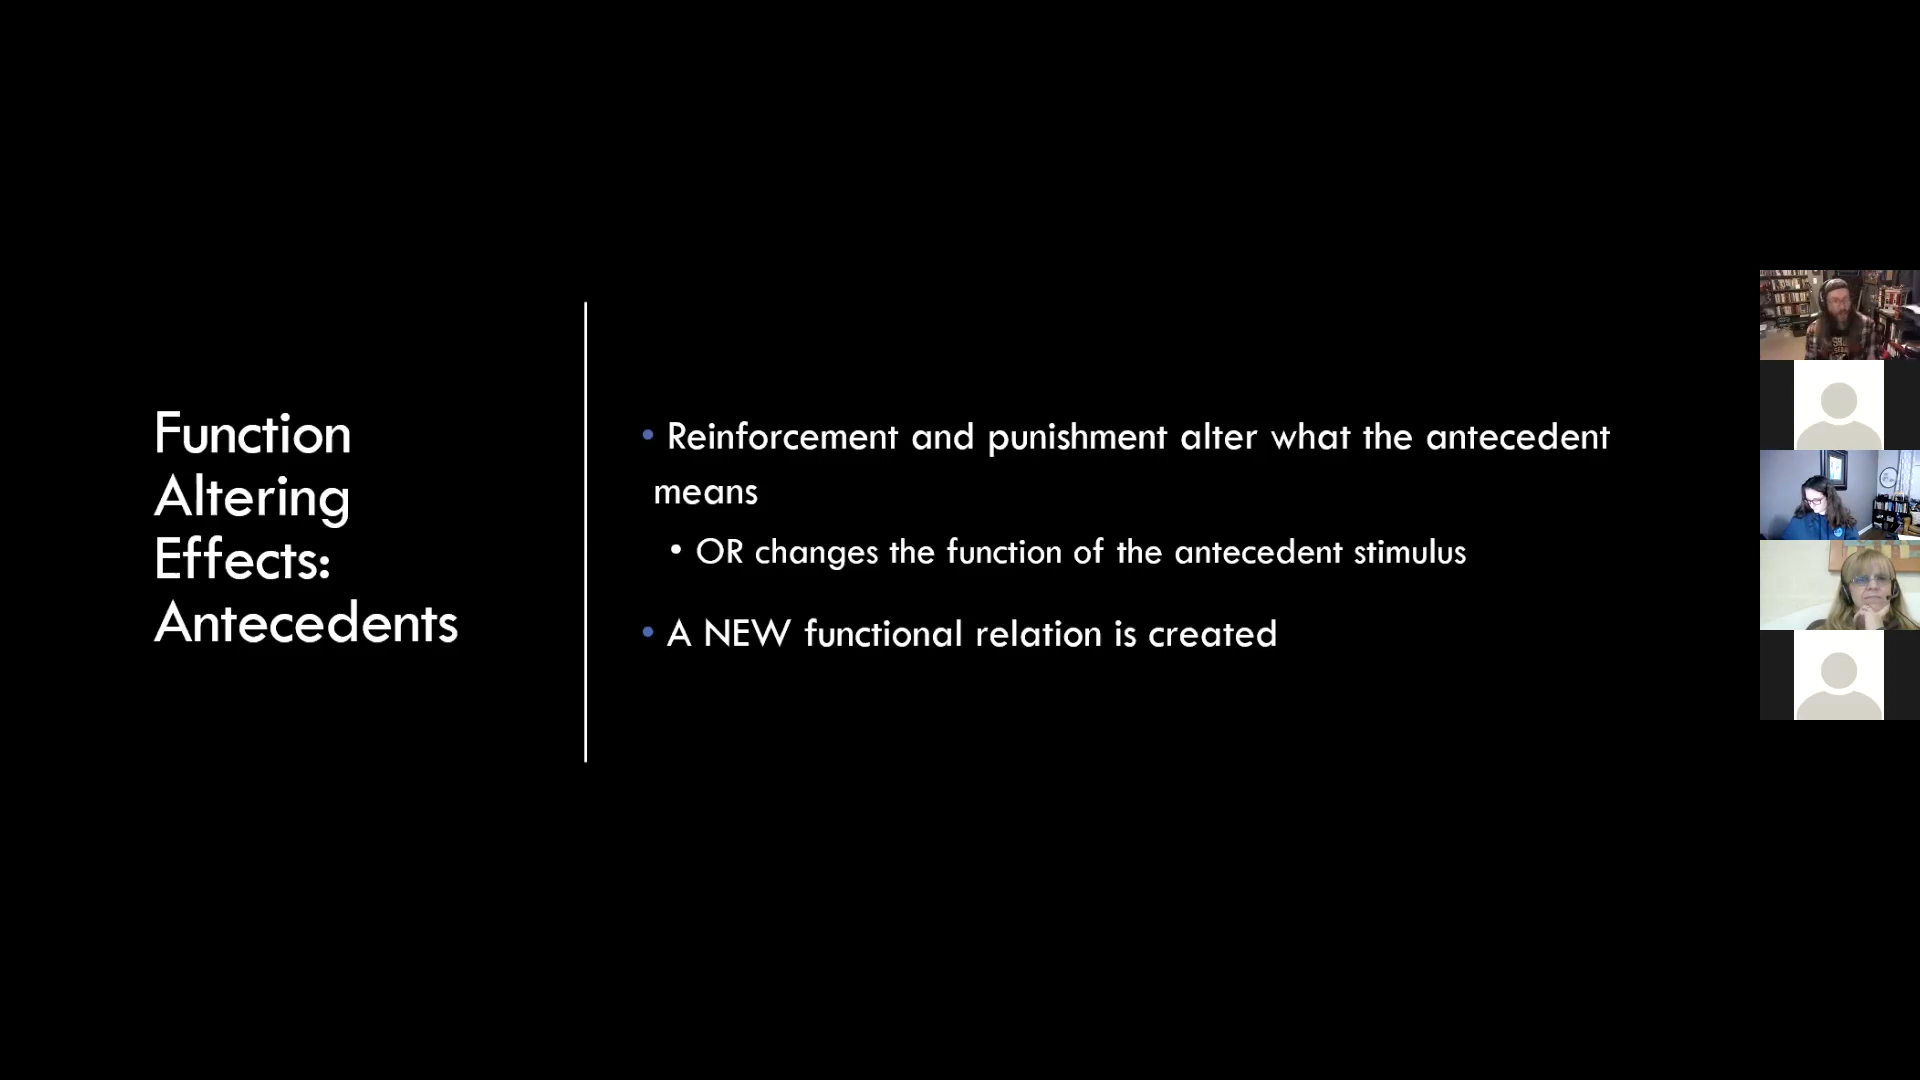 Function
Altering
Effects:
Antecedents
• Reinforcement and punishment alter what the antecedent
means
• OR changes the function of the antecedent stimulus
• A NEW functional relation is created